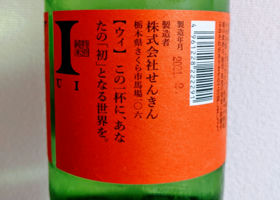 製造年月 2021.9.
製造者
株式会社せんきん
栃木県さくら市馬場一〇六
【ウイ】この一杯に、あな
たの「初」となる世界を。
UI